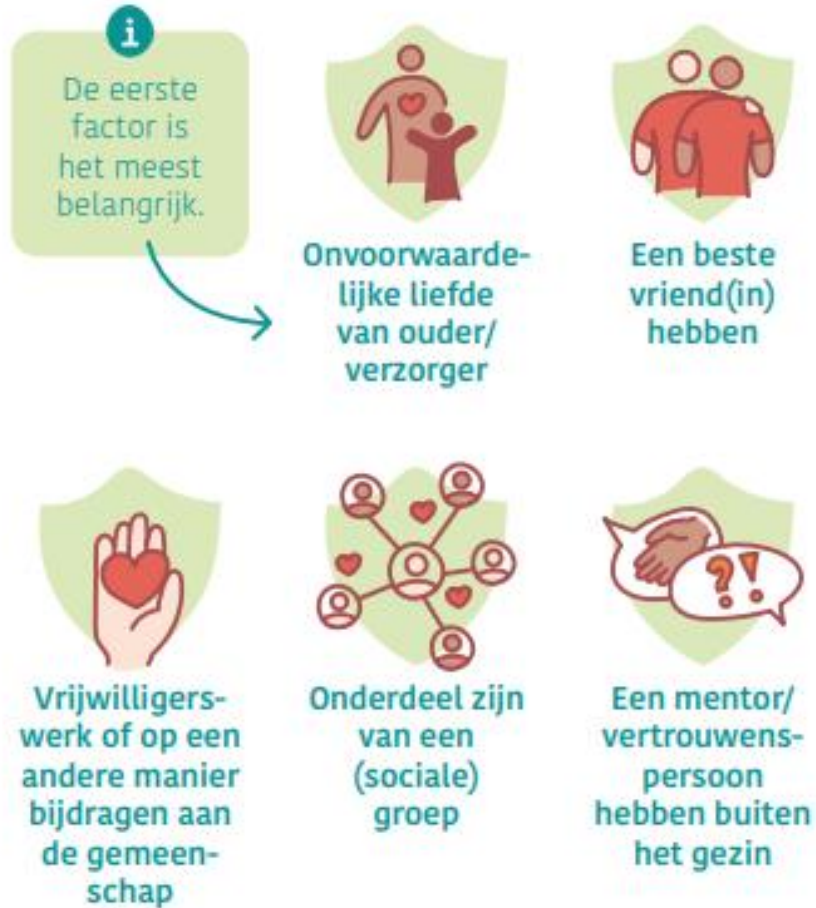 i
De eerste
factor is
het meest
belangrijk.
Onvoorwaarde-
lijke liefde
van ouder/
verzorger
Een beste
vriend(in)
hebben
Vrijwilligers-
werk of op een
andere manier
bijdragen aan
de gemeen-
schap
Onderdeel zijn
van een
(sociale)
groep
?!
Een mentor/
vertrouwens-
persoon
hebben buiten
het gezin